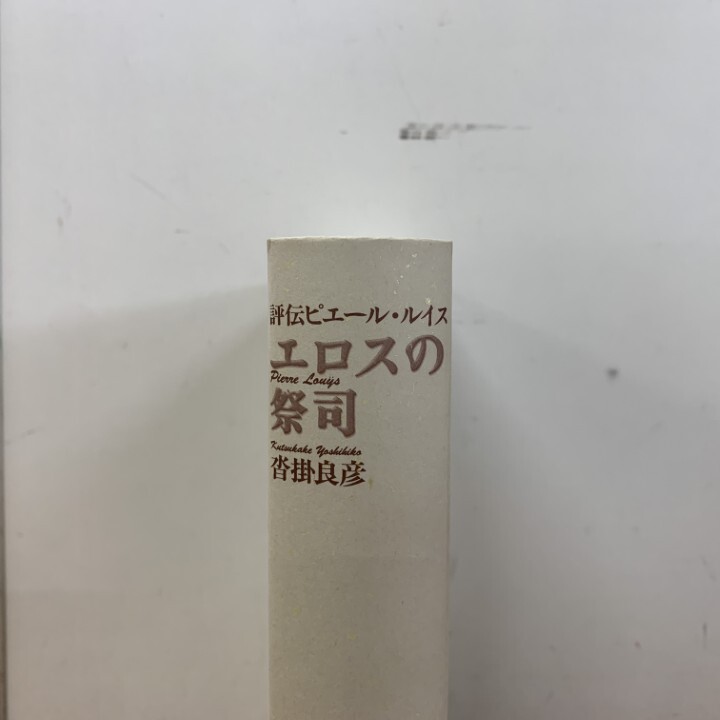 評伝ピエール・ルイス
エロスの
Pierre Louÿs
祭司
Kutsukake Yoshihiko
沓掛良彦